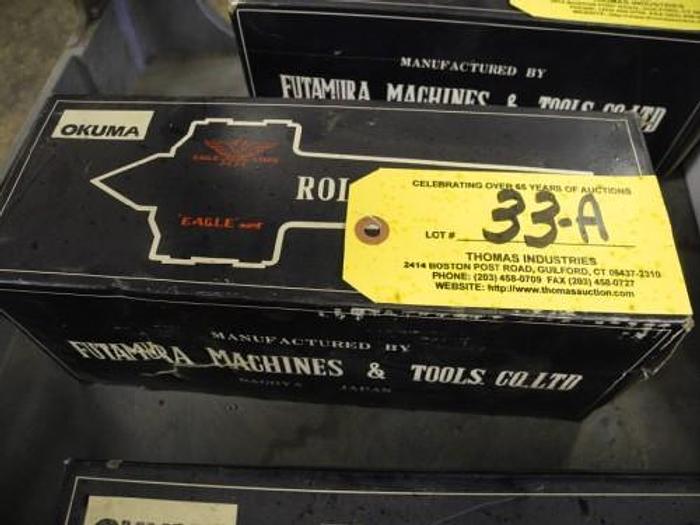 MANUFACTURED BY
FUTAMURA MACHINES & TOOLS CO.LTD
OKUMA
"EAGLE"
CELEBRATING OVER 65 YEARS OF AUCTIONS
LOT # 33-A
THOMAS INDUSTRIES
2414 BOSTON POST ROAD, GUILFORD, CT 06437-2310
PHONE: (203) 458-0709 FAX (203) 458-0727
WEBSITE: http://www.thomasauction.com
MANUFACTURED BY
FUTAMURA MACHINES & TOOLS. CO.LTD
NAGOYA JAPAN